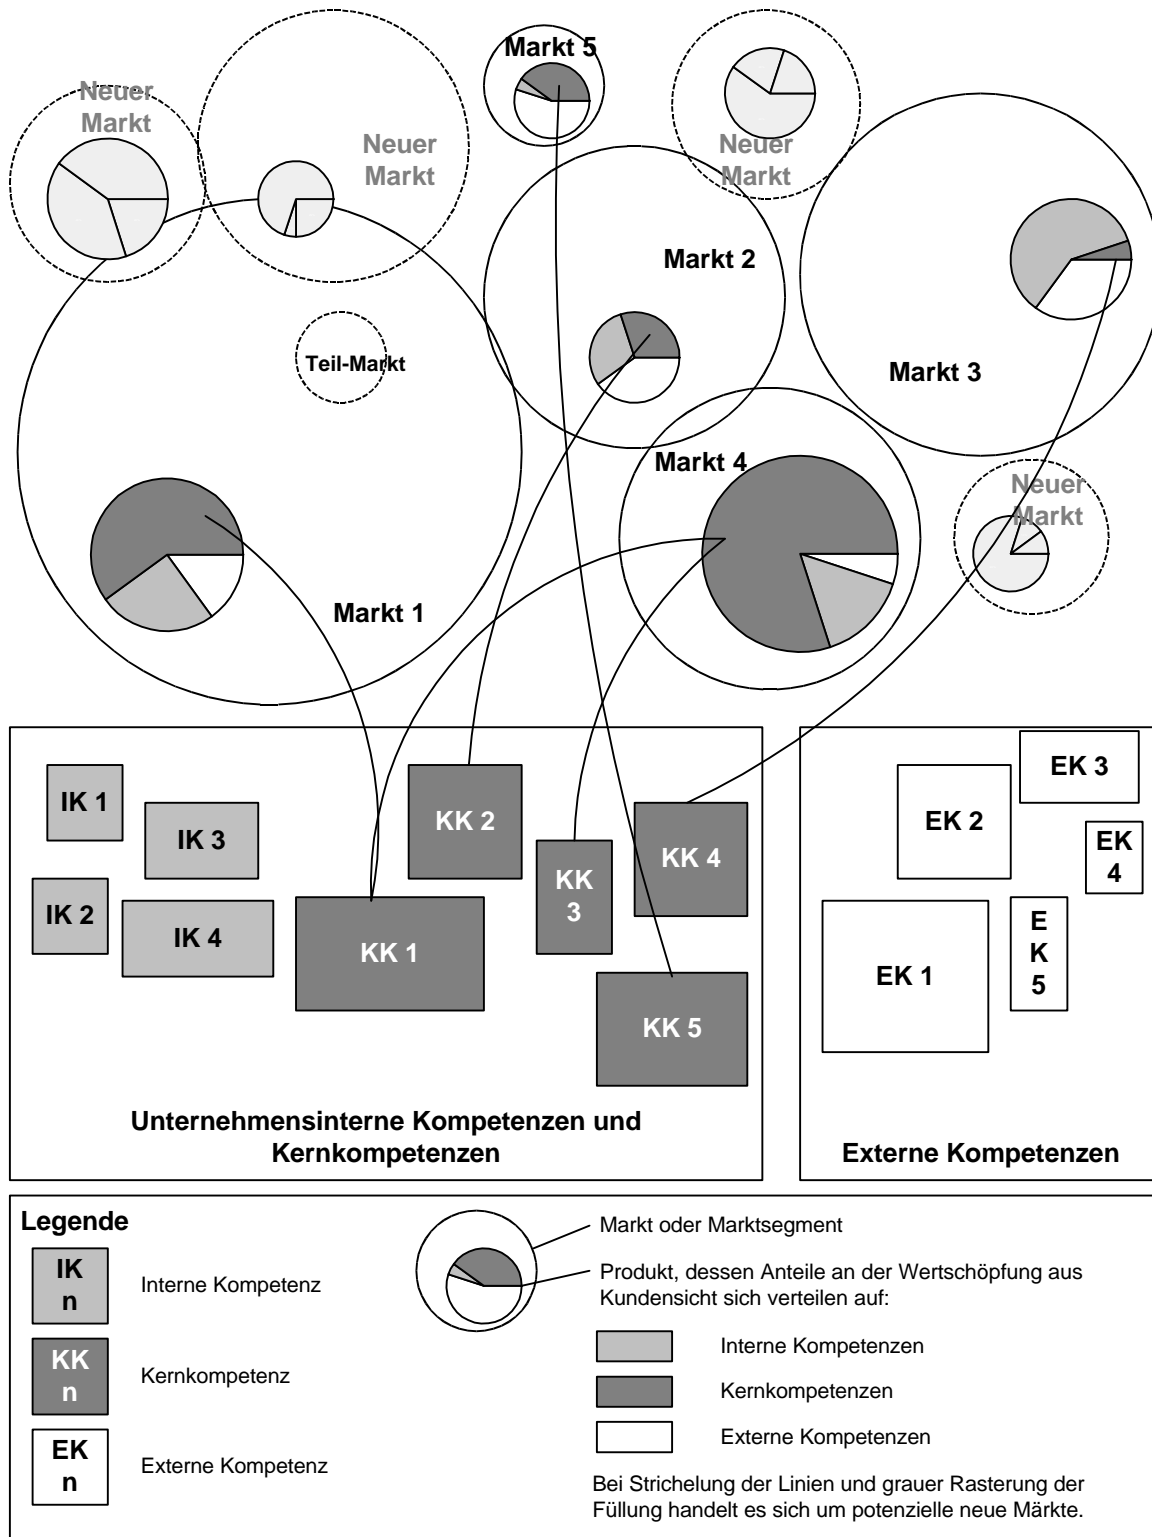 Markt 5
Neuer
Markt
Neuer
Markt
Neuer
Markt
Markt 2
Teil-Markt
Markt 3
Markt 4
Neuer
Markt
Markt 1
IK 1
IK 3
IK 2
IK 4
KK 2
KK
3
KK 4
KK 1
KK 5
EK 3
EK 2
EK
4
EK 1
E
K
5
Unternehmensinterne Kompetenzen und
Kernkompetenzen
Externe Kompetenzen
Legende
IK
n
Interne Kompetenz
KK
n
Kernkompetenz
EK
n
Externe Kompetenz
Markt oder Marktsegment
Produkt, dessen Anteile an der Wertschöpfung aus
Kundensicht sich verteilen auf:
Interne Kompetenzen
Kernkompetenzen
Externe Kompetenzen
Bei Strichelung der Linien und grauer Rasterung der
Füllung handelt es sich um potenzielle neue Märkte.